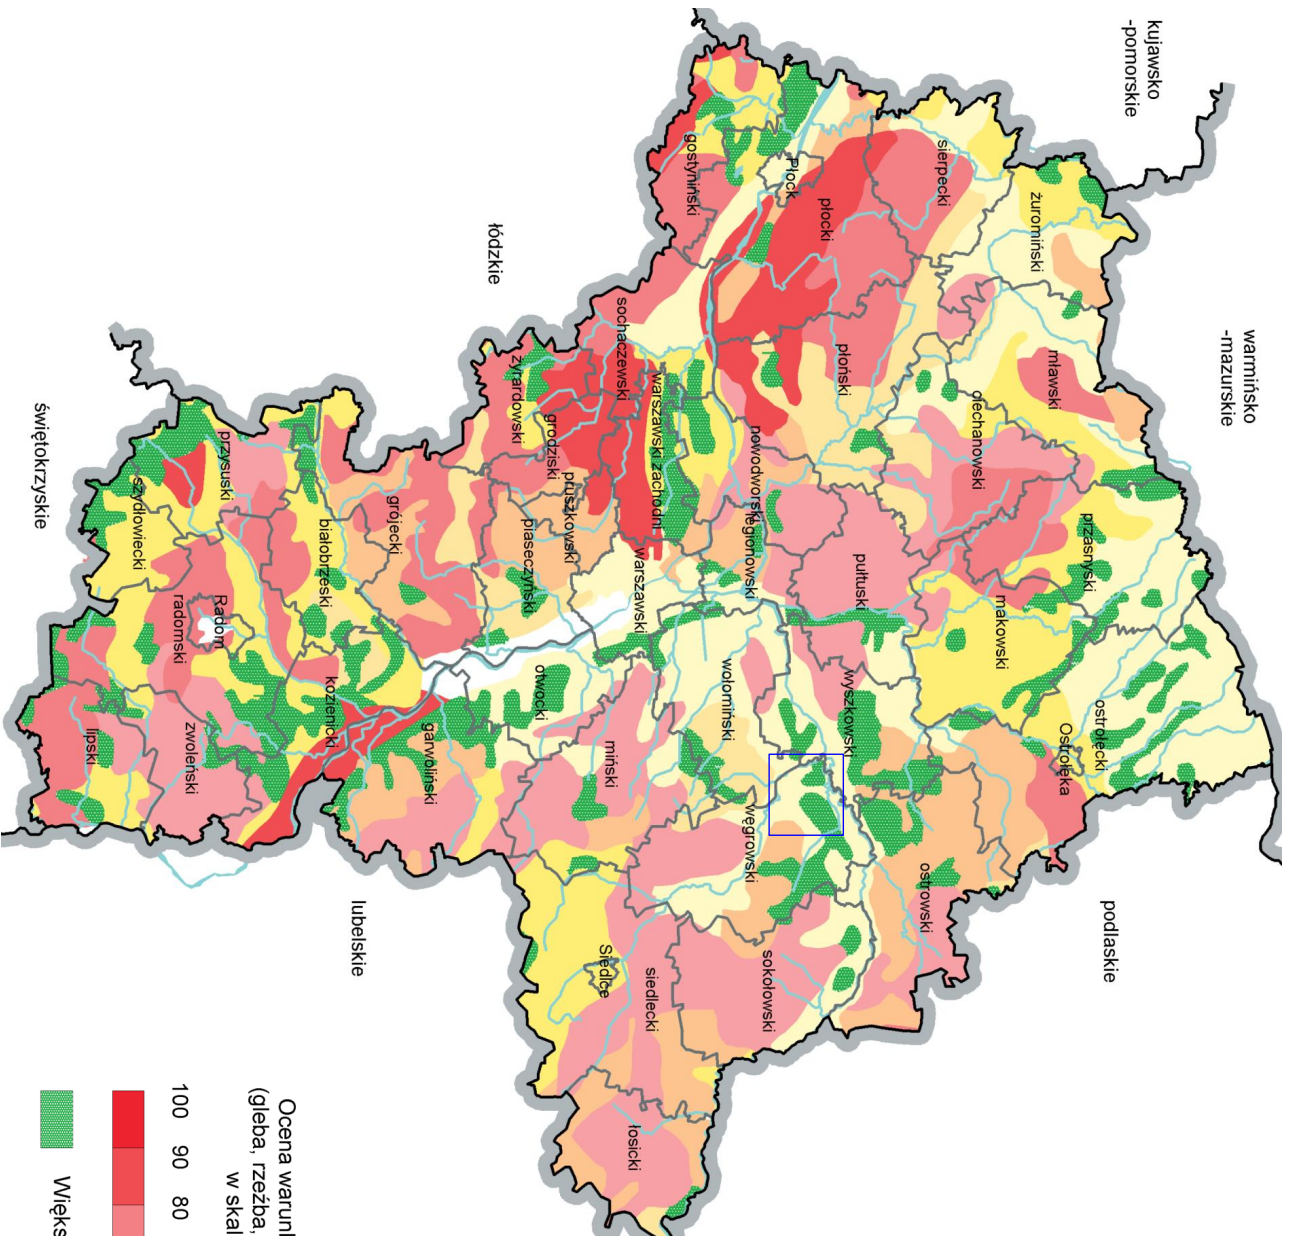 warmińsko
-mazurskie
kujawsko
-pomorskie
podlaskie
ostrołęcki
przasnyski
Ostrołęka
mławski
żuromiński
makowski
ciechanowski
sierpecki
ostrowski
pułtuski
wyszkowski
płoński
płocki
Płock
sokołowski
węgrowski
nowodworski
legionowski
wołomiński
gostyniński
warszawski zachodni
siedlecki
warszawski
łosicki
sochaczewski
miński
Siedlce
pruszkowski
grodziski
otwocki
piaseczyński
żyrardowski
łódzkie
garwoliński
grójecki
lubelskie
kozienicki
białobrzeski
przysuski
Radom
zwoleński
radomski
szydłowiecki
lipski
świętokrzyskie
Ocena warunk
(gleba, rzeźba,
w skal
100 90 80
Więks